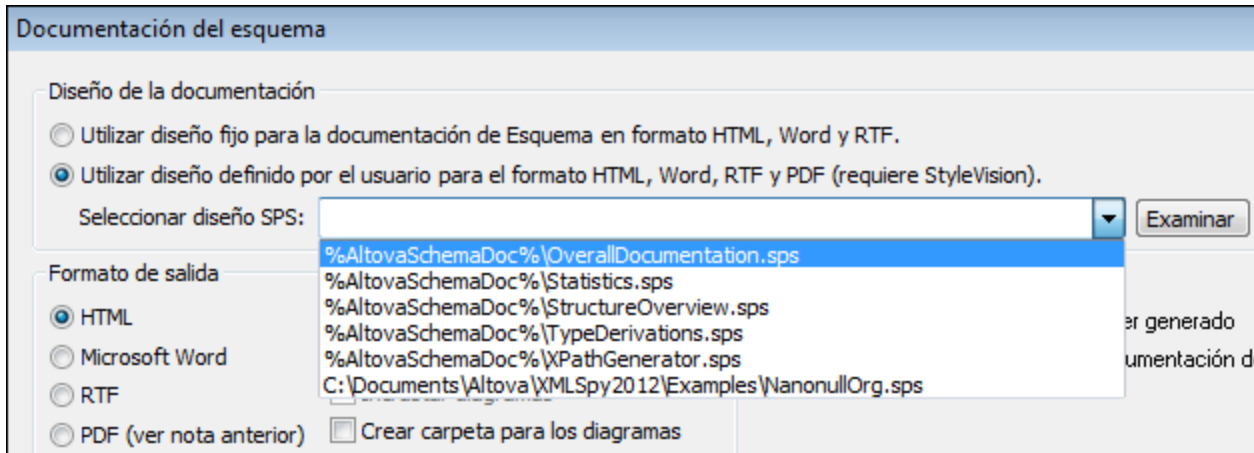 Documentación del esquema
Diseño de la documentación
Utilizar diseño fijo para la documentación de Esquema en formato HTML, Word y RTF.
Utilizar diseño definido por el usuario para el formato HTML, Word, RTF y PDF (requiere StyleVision).
Seleccionar diseño SPS:
Examinar
%AltovaSchemaDoc%\OverallDocumentation.sps
%AltovaSchemaDoc%\Statistics.sps
%AltovaSchemaDoc%\StructureOverview.sps
%AltovaSchemaDoc%\TypeDerivations.sps
%AltovaSchemaDoc%\XPathGenerator.sps
C:\Documents\Altova\XMLSpy2012\Examples\NanonullOrg.sps
Formato de salida
HTML
er generado
Microsoft Word
umentación d
RTF
diagramas
PDF (ver nota anterior)
Crear carpeta para los diagramas